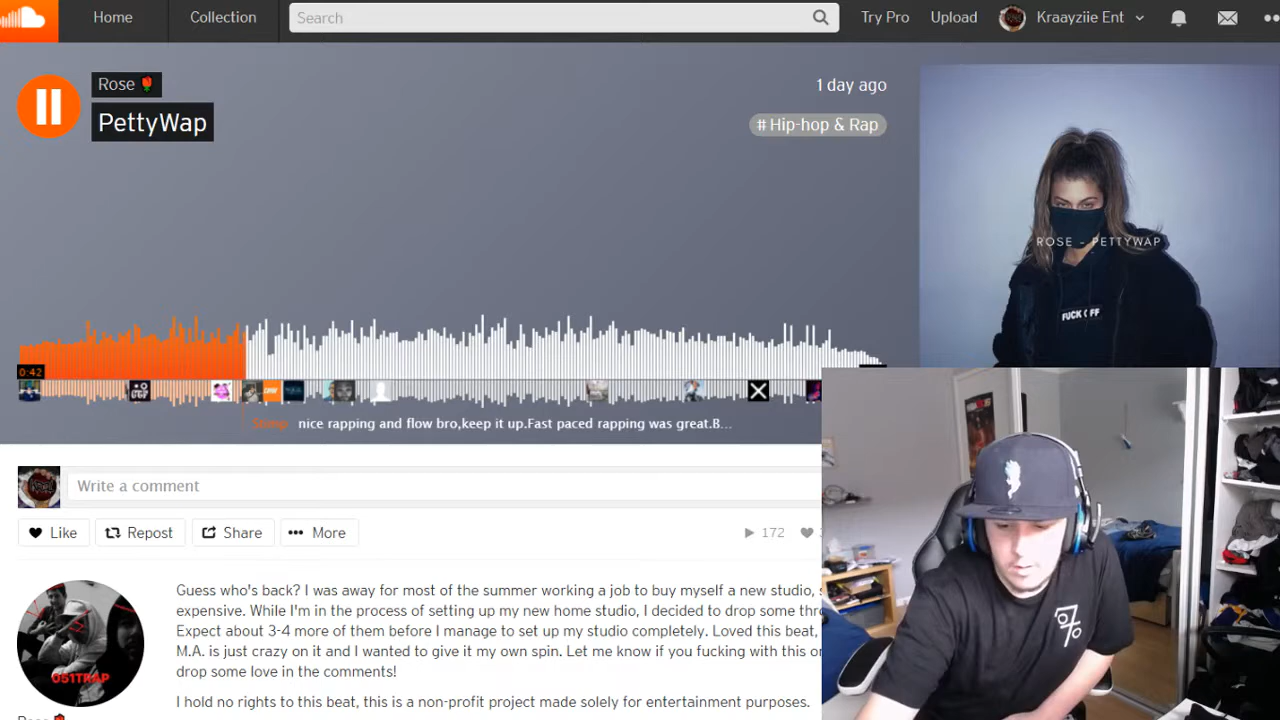 Home
Collection
Search
Try Pro
Upload
Kraayziie Ent
Rose
PettyWap
1 day ago
# Hip-hop & Rap
ROSE - PETTYWAP
0:42
nice rapping and flow bro,keep it up.Fast paced rapping was great.B...
Write a comment
Like
Repost
Share
More
172
Guess who's back? I was away for most of the summer working a job to buy myself a new studio,
expensive. While I'm in the process of setting up my new home studio, I decided to drop some
Expect about 3-4 more of them before I manage to set up my studio completely. Loved this beat,
M.A. is just crazy on it and I wanted to give it my own spin. Let me know if you fucking with this
drop some love in the comments!
I hold no rights to this beat, this is a non-profit project made solely for entertainment purposes.
051TRAP
Rose